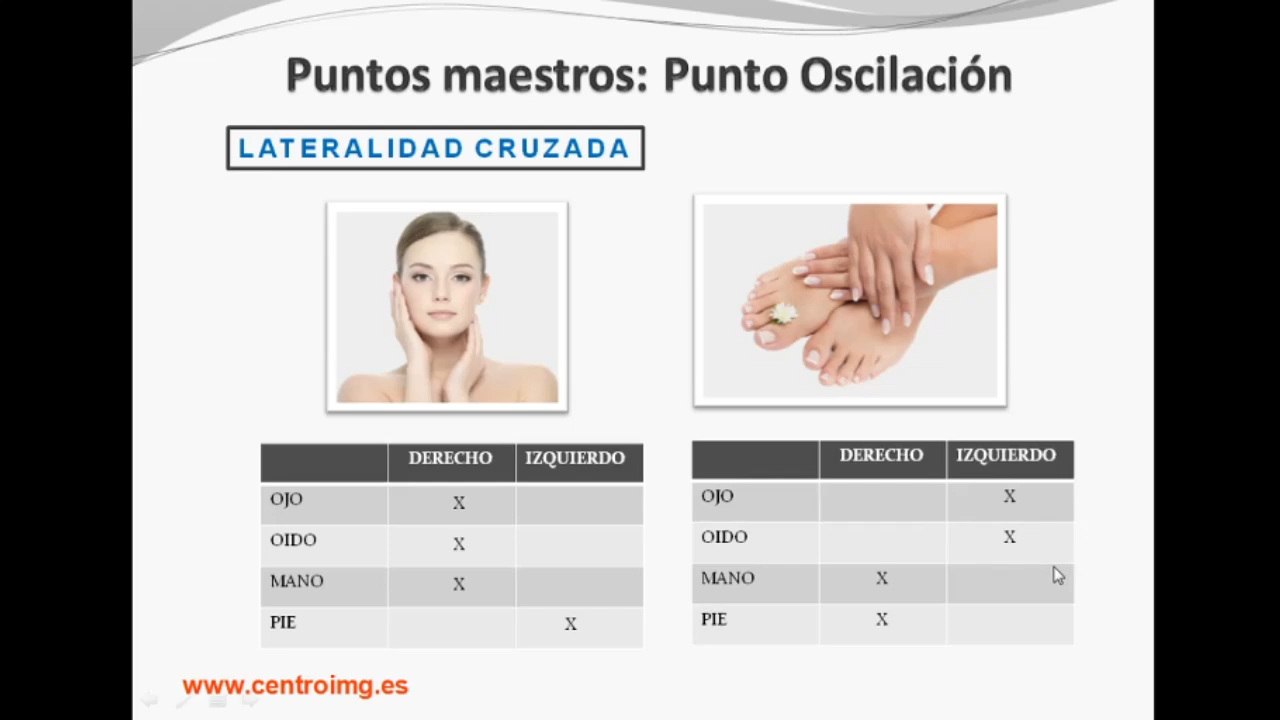 Puntos maestros: Punto Oscilación
LATERALIDAD CRUZADA
DERECHO IZQUIERDO
OJO X
OIDO X
MANO X
PIE X
DERECHO IZQUIERDO
OJO X
OIDO X
MANO X
PIE X
www.centroimg.es